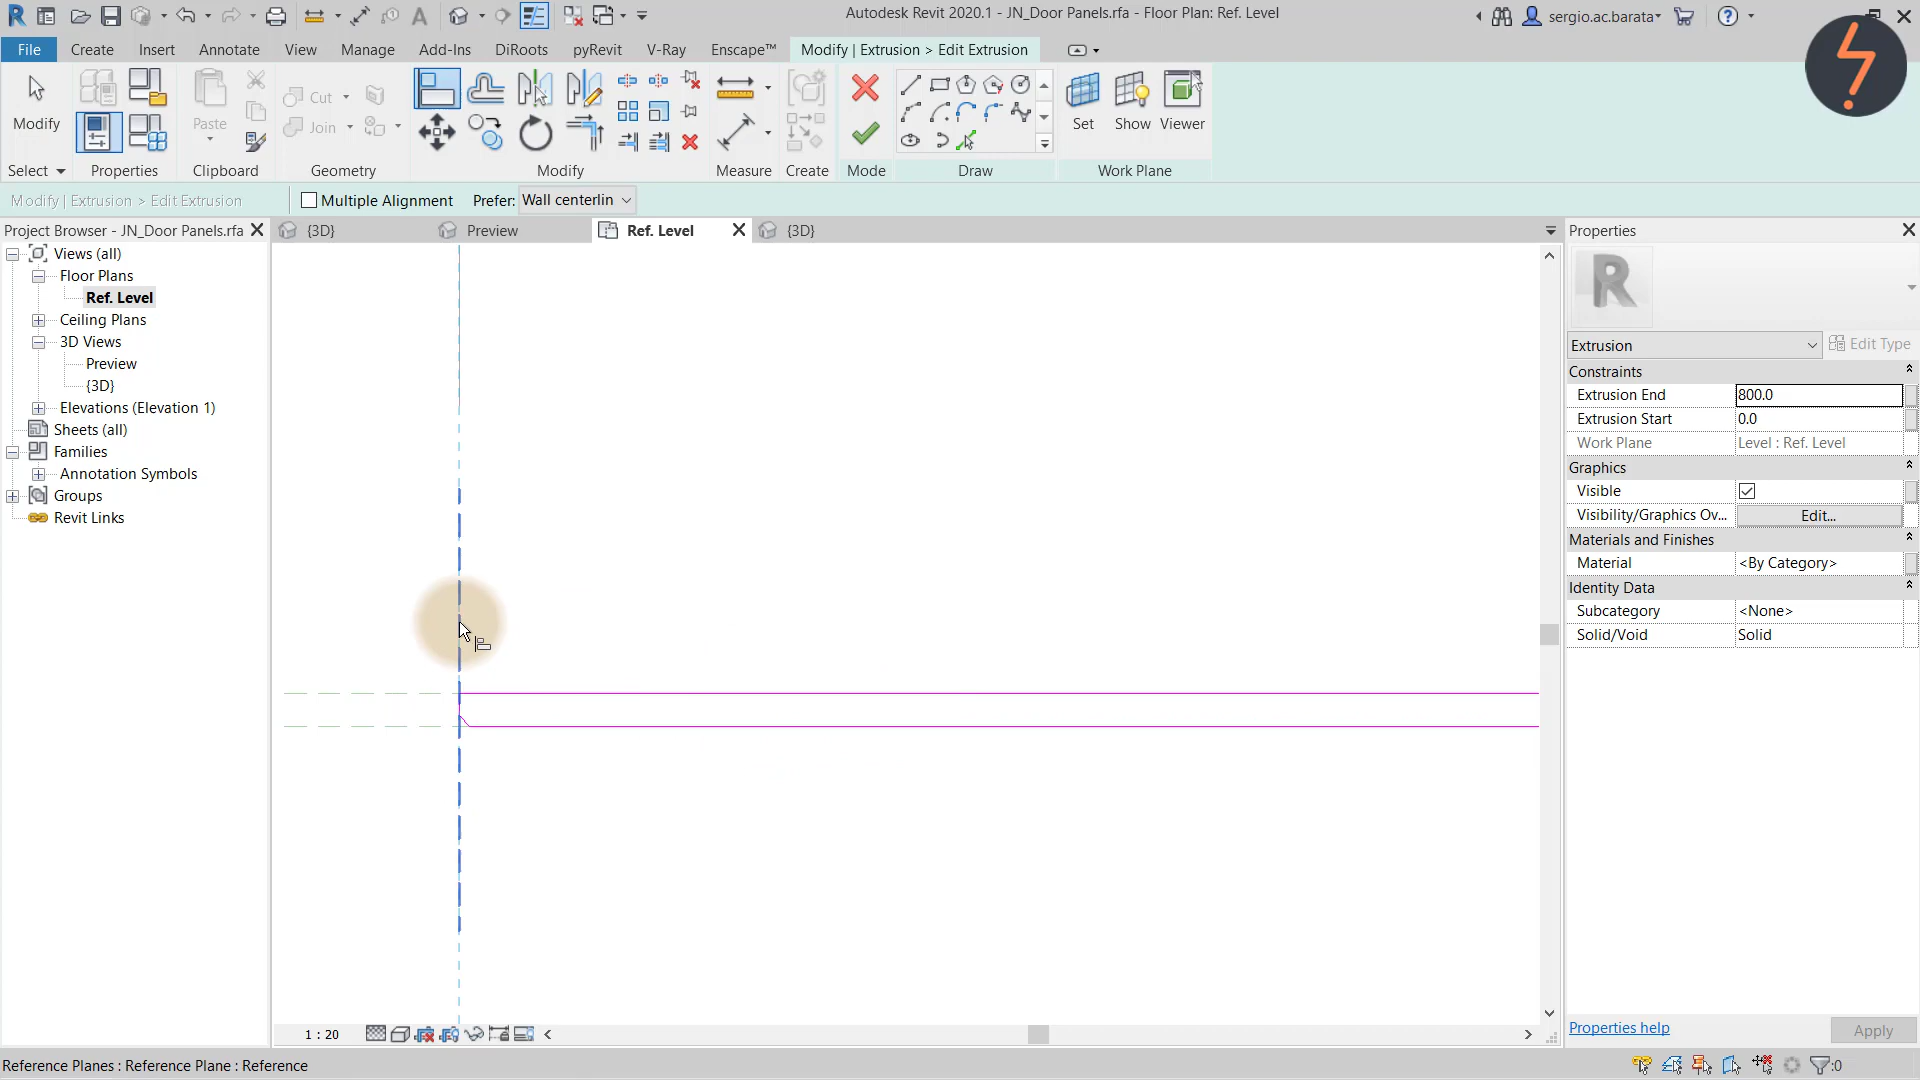 Autodesk Revit 2020.1 - JN_Door Panels.rfa - Floor Plan: Ref. Level
sergio.ac.barata
File Create Insert Annotate View Manage Add-Ins DiRoots pyRevit V-Ray Enscape™ Modify | Extrusion > Edit Extrusion
Modify
Paste
Cut
Join
Set Show Viewer
Select Properties Clipboard Geometry Modify Measure Create Mode Draw Work Plane
Modify | Extrusion > Edit Extrusion
Multiple Alignment Prefer: Wall centerlin
Project Browser - JN_Door Panels.rfa
{3D} Preview Ref. Level {3D}
Views (all)
Floor Plans
Ref. Level
Ceiling Plans
3D Views
Preview
{3D}
Elevations (Elevation 1)
Sheets (all)
Families
Annotation Symbols
Groups
Revit Links
Properties
Extrusion Edit Type
Constraints
Extrusion End 800.0
Extrusion Start 0.0
Work Plane Level : Ref. Level
Graphics
Visible
Visibility/Graphics Ov... Edit...
Materials and Finishes
Material <By Category>
Identity Data
Subcategory <None>
Solid/Void Solid
Properties help Apply
1 : 20
Reference Planes : Reference Plane : Reference
:0